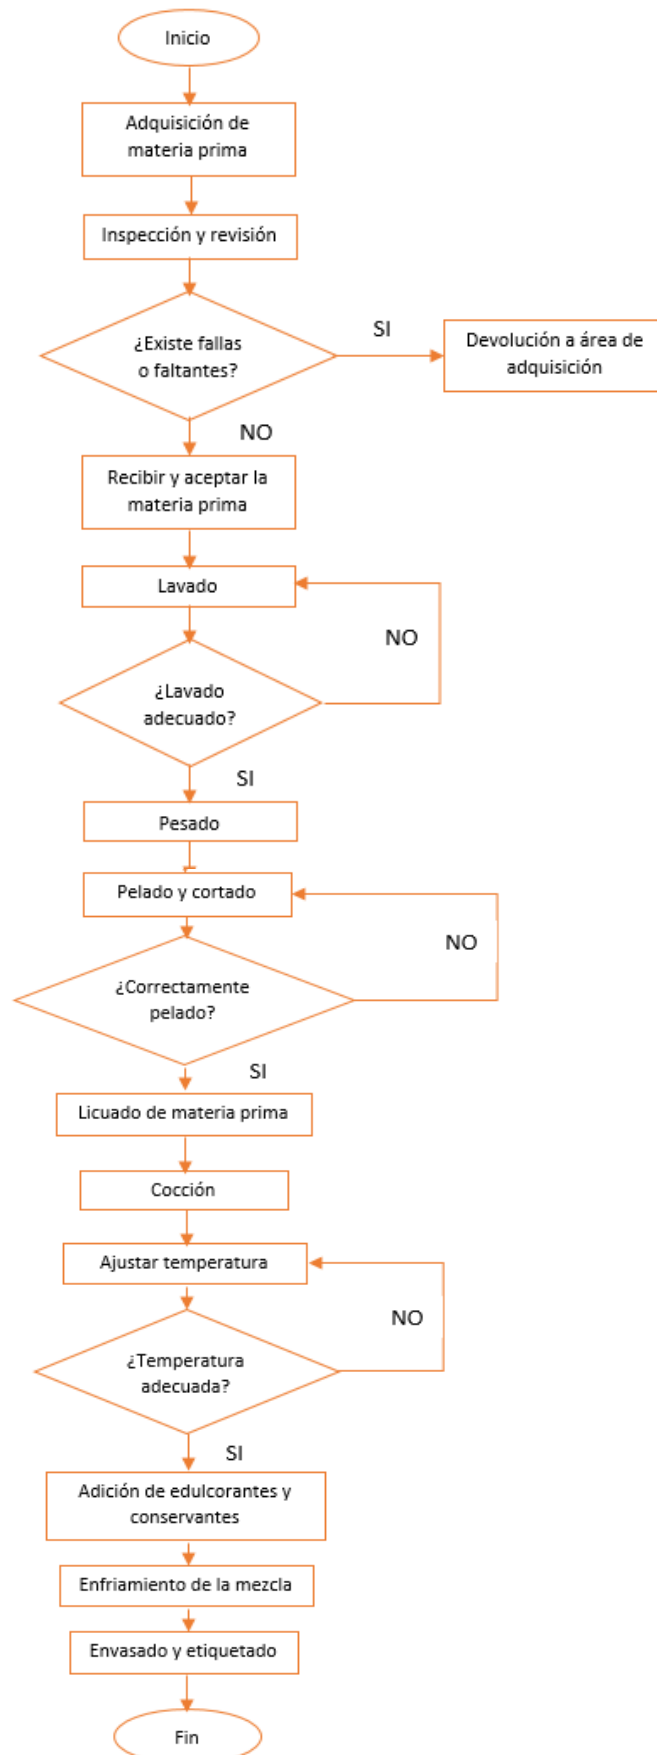 Inicio
Adquisición de
materia prima
Inspección y revisión
¿Existe fallas
o faltantes?
SI
Devolución a área de
adquisición
NO
Recibir y aceptar la
materia prima
Lavado
NO
¿Lavado
adecuado?
SI
Pesado
Pelado y cortado
NO
¿Correctamente
pelado?
SI
Licuado de materia prima
Cocción
Ajustar temperatura
NO
¿Temperatura
adecuada?
SI
Adición de edulcorantes y
conservantes
Enfriamiento de la mezcla
Envasado y etiquetado
Fin